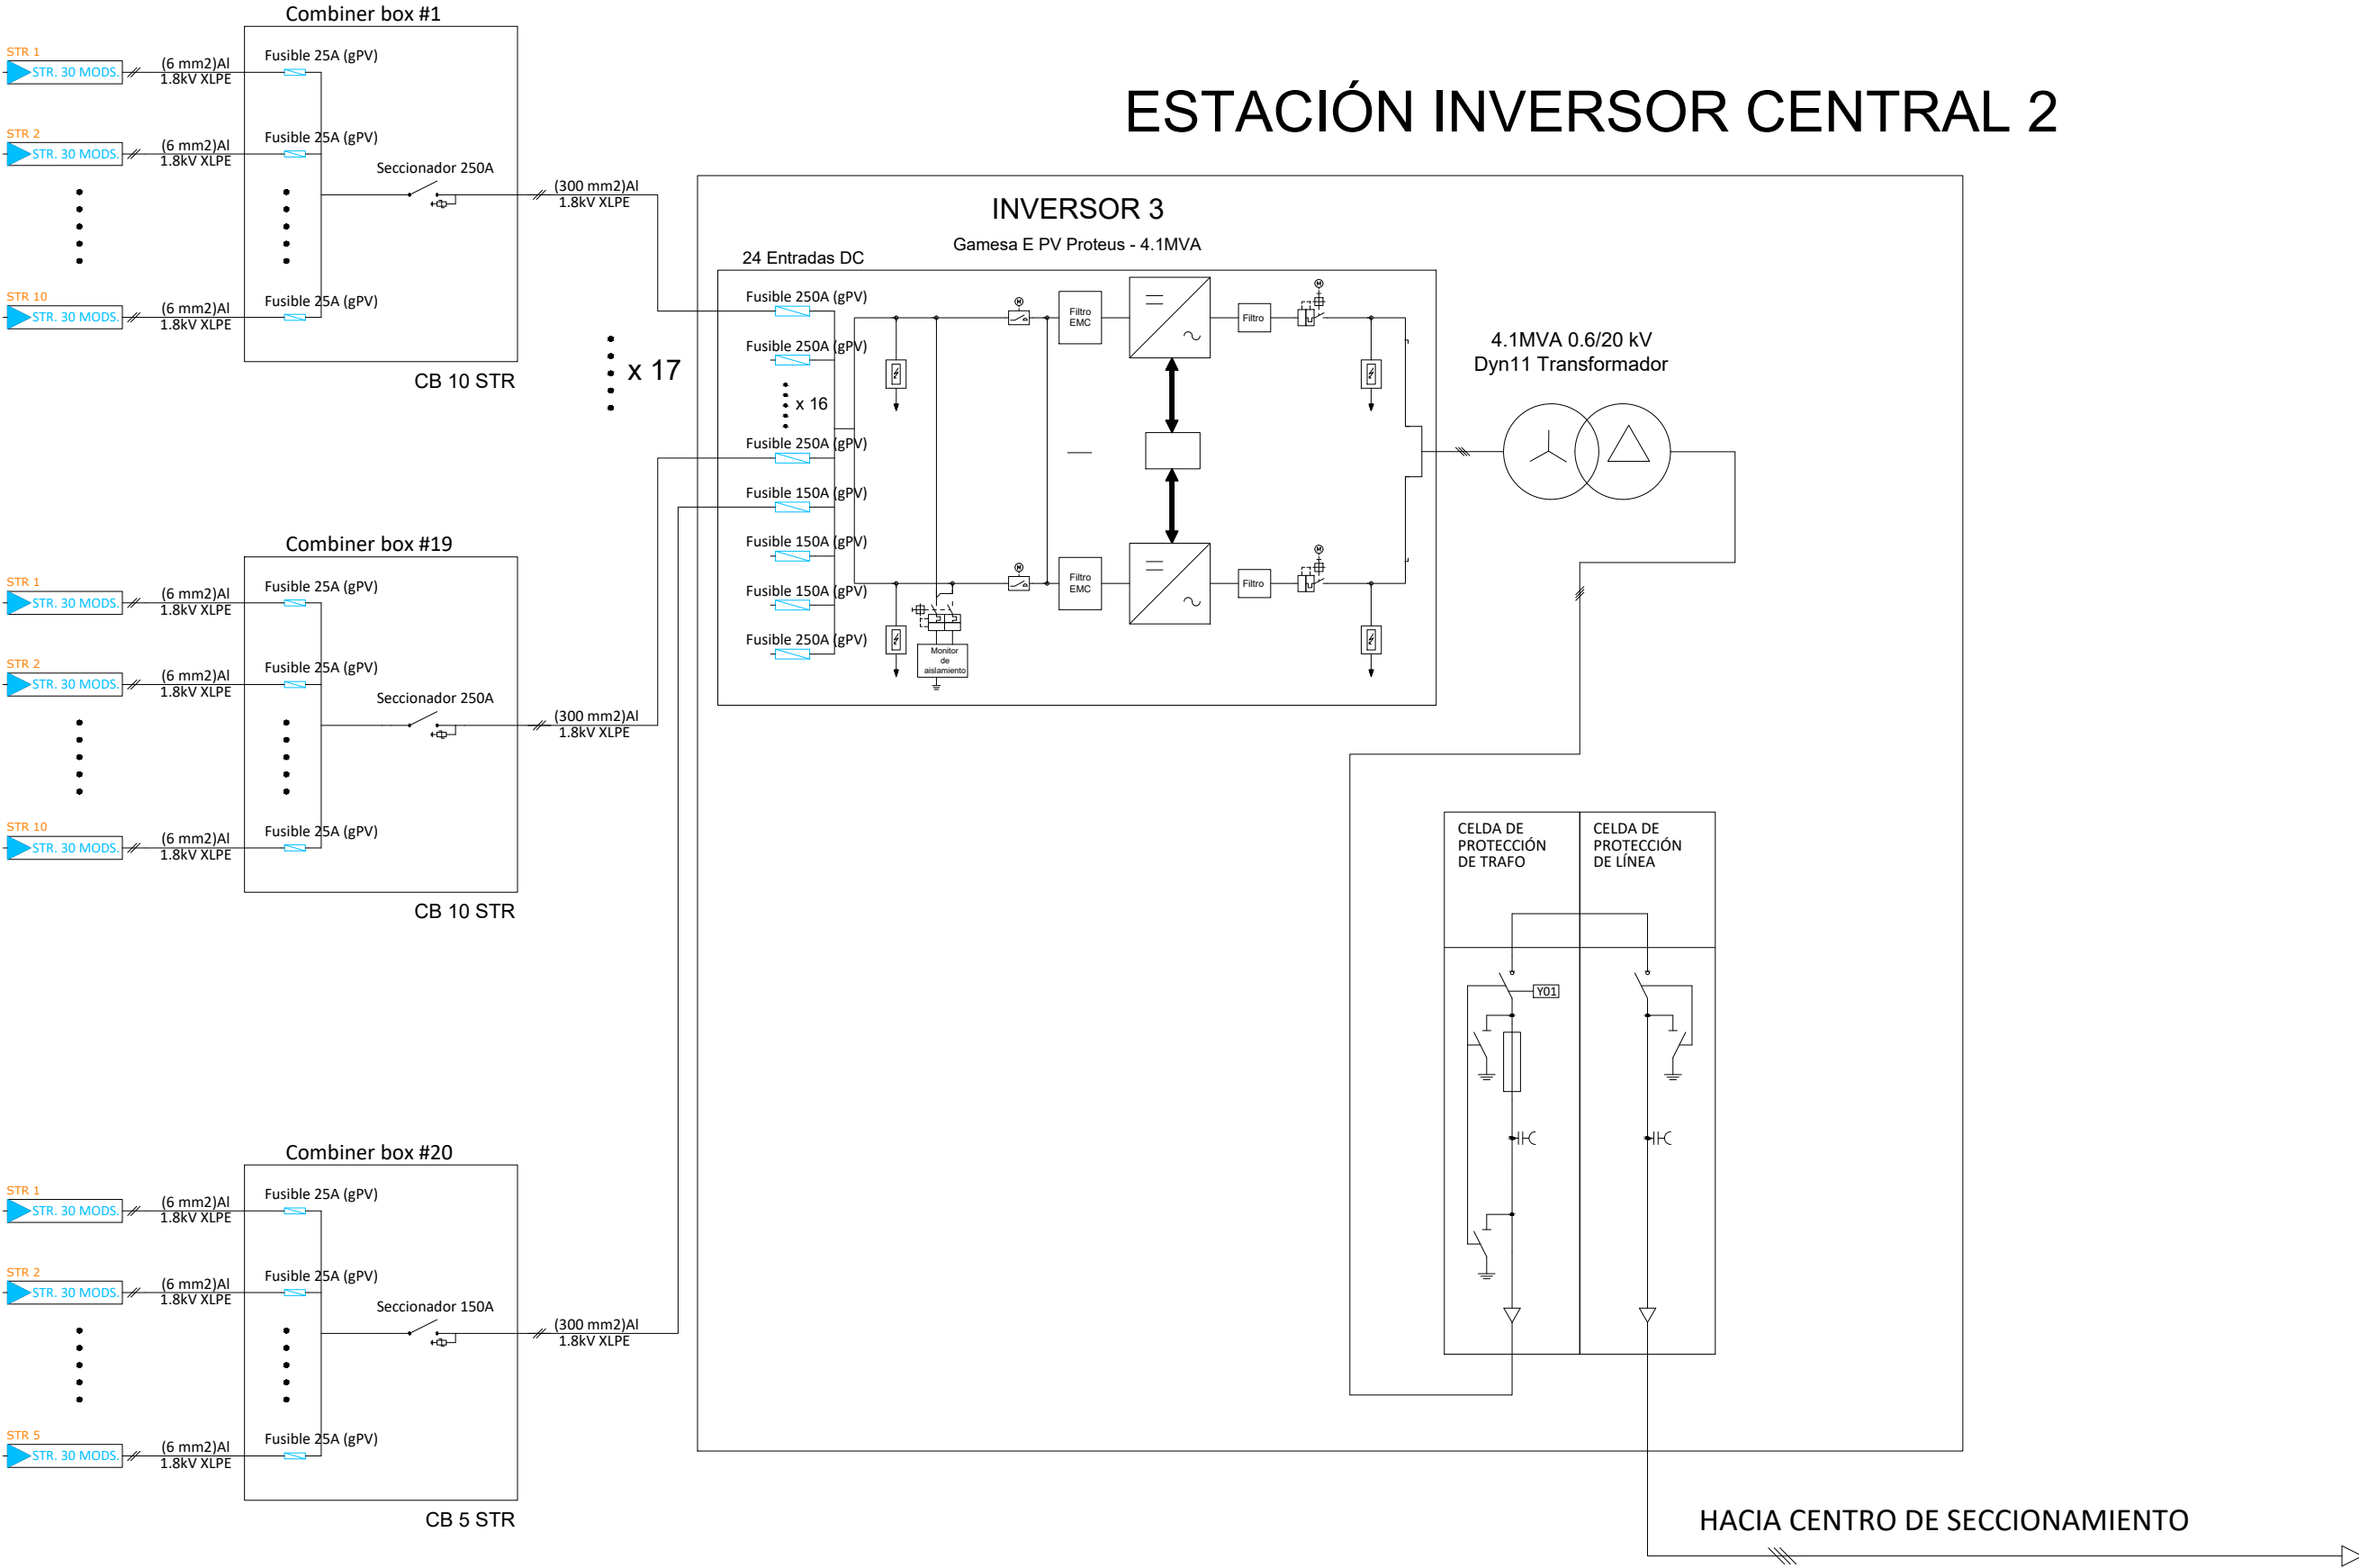 ESTACIÓN INVERSOR CENTRAL 2
Combiner box #1
STR 1
STR. 30 MODS.
(6 mm2)Al
1.8kV XLPE
Fusible 25A (gPV)
STR 2
STR. 30 MODS.
(6 mm2)Al
1.8kV XLPE
Fusible 25A (gPV)
Seccionador 250A
(300 mm2)Al
1.8kV XLPE
STR 10
STR. 30 MODS.
(6 mm2)Al
1.8kV XLPE
Fusible 25A (gPV)
CB 10 STR
x 17
Combiner box #19
STR 1
STR. 30 MODS.
(6 mm2)Al
1.8kV XLPE
Fusible 25A (gPV)
STR 2
STR. 30 MODS.
(6 mm2)Al
1.8kV XLPE
Fusible 25A (gPV)
Seccionador 250A
(300 mm2)Al
1.8kV XLPE
STR 10
STR. 30 MODS.
(6 mm2)Al
1.8kV XLPE
Fusible 25A (gPV)
CB 10 STR
Combiner box #20
STR 1
STR. 30 MODS.
(6 mm2)Al
1.8kV XLPE
Fusible 25A (gPV)
STR 2
STR. 30 MODS.
(6 mm2)Al
1.8kV XLPE
Fusible 25A (gPV)
Seccionador 150A
(300 mm2)Al
1.8kV XLPE
STR 5
STR. 30 MODS.
(6 mm2)Al
1.8kV XLPE
Fusible 25A (gPV)
CB 5 STR
INVERSOR 3
Gamesa E PV Proteus - 4.1MVA
24 Entradas DC
Fusible 250A (gPV)
Fusible 250A (gPV)
x 16
Fusible 250A (gPV)
Fusible 150A (gPV)
Fusible 150A (gPV)
Fusible 150A (gPV)
Fusible 250A (gPV)
M
Filtro
EMC
Filtro
M
M
Filtro
EMC
Filtro
M
Monitor
de
aislamiento
4.1MVA 0.6/20 kV
Dyn11 Transformador
CELDA DE
PROTECCIÓN
DE TRAFO
CELDA DE
PROTECCIÓN
DE LÍNEA
Y01
HACIA CENTRO DE SECCIONAMIENTO